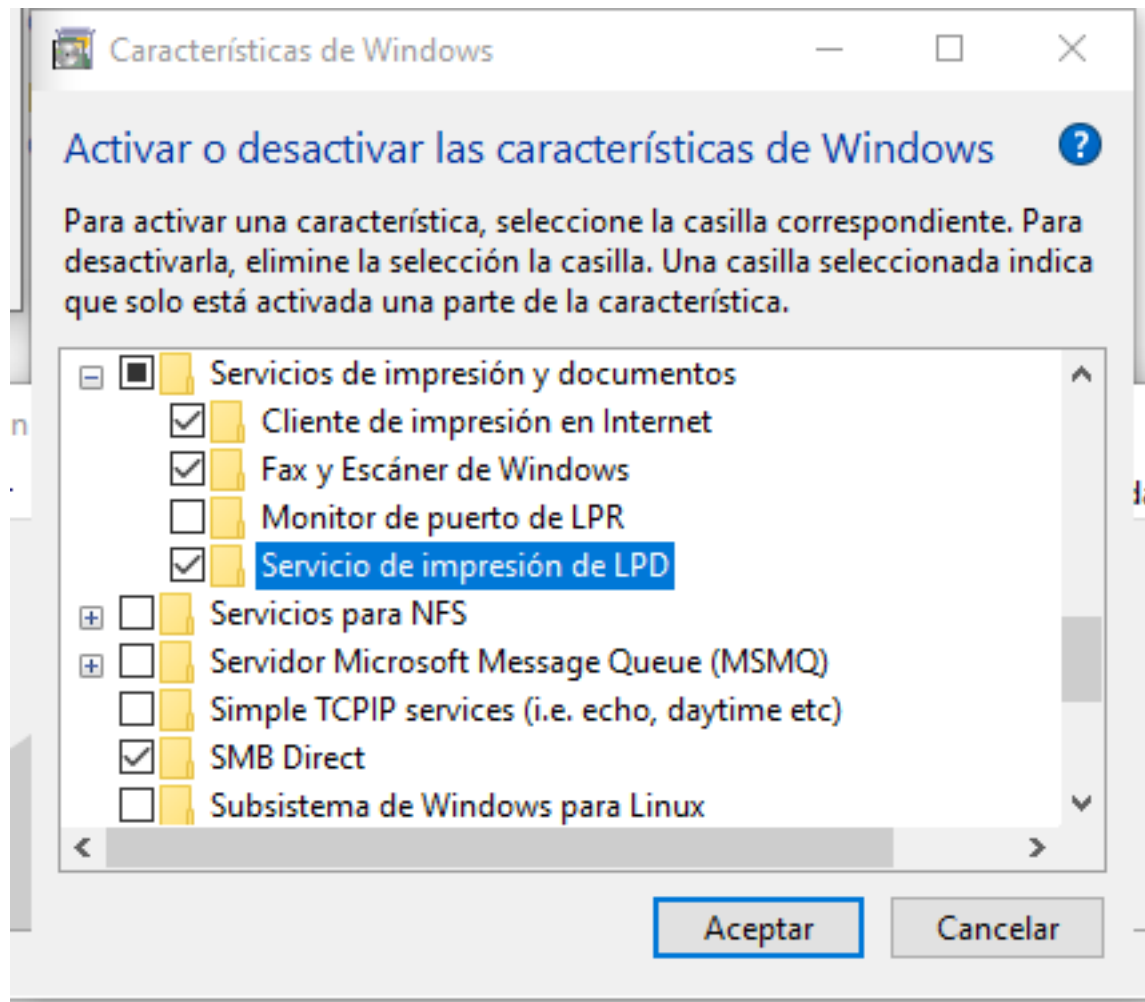 Características de Windows
Activar o desactivar las características de Windows
?
Para activar una característica, seleccione la casilla correspondiente. Para
desactivarla, elimine la selección la casilla. Una casilla seleccionada indica
que solo está activada una parte de la característica.
Servicios de impresión y documentos
Cliente de impresión en Internet
Fax y Escáner de Windows
Monitor de puerto de LPR
Servicio de impresión de LPD
Servicios para NFS
Servidor Microsoft Message Queue (MSMQ)
Simple TCPIP services (i.e. echo, daytime etc)
SMB Direct
Subsistema de Windows para Linux
Aceptar
Cancelar